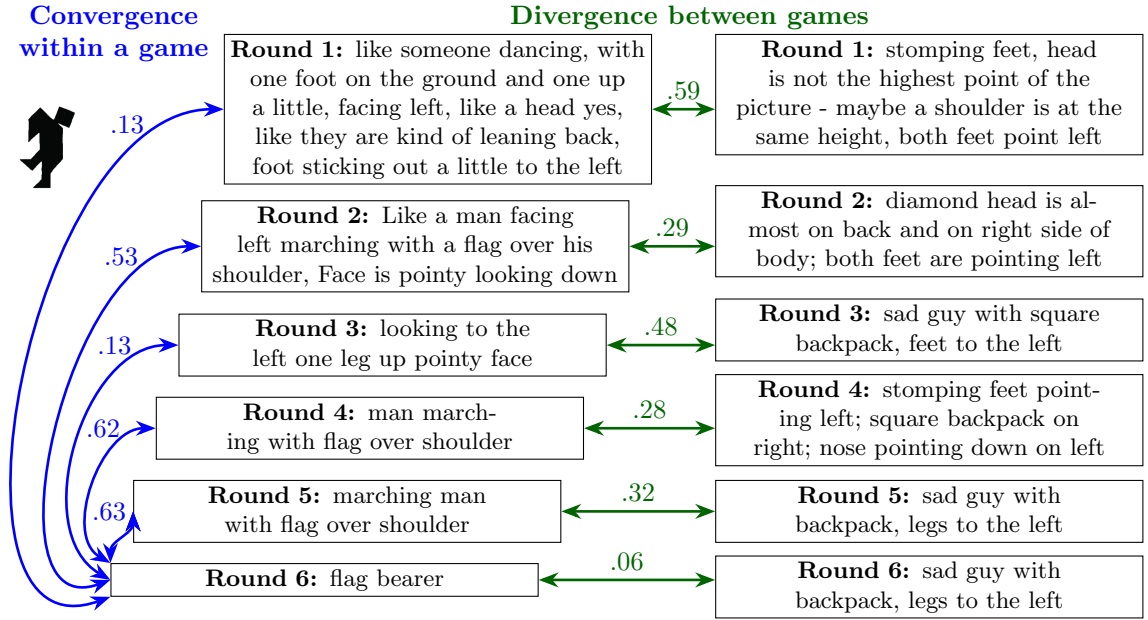 Convergence
within a game
Divergence between games
Round 1: like someone dancing, with
one foot on the ground and one up
a little, facing left, like a head yes,
like they are kind of leaning back,
foot sticking out a little to the left
.13
.59
Round 1: stomping feet, head
is not the highest point of the
picture - maybe a shoulder is at the
same height, both feet point left
Round 2: Like a man facing
left marching with a flag over his
shoulder, Face is pointy looking down
.53
.29
Round 2: diamond head is al-
most on back and on right side of
body; both feet are pointing left
Round 3: looking to the
left one leg up pointy face
.13
.48
Round 3: sad guy with square
backpack, feet to the left
Round 4: man march-
ing with flag over shoulder
.62
.28
Round 4: stomping feet point-
ing left; square backpack on
right; nose pointing down on left
Round 5: marching man
with flag over shoulder
.63
.32
Round 5: sad guy with
backpack, legs to the left
Round 6: flag bearer
.06
Round 6: sad guy with
backpack, legs to the left